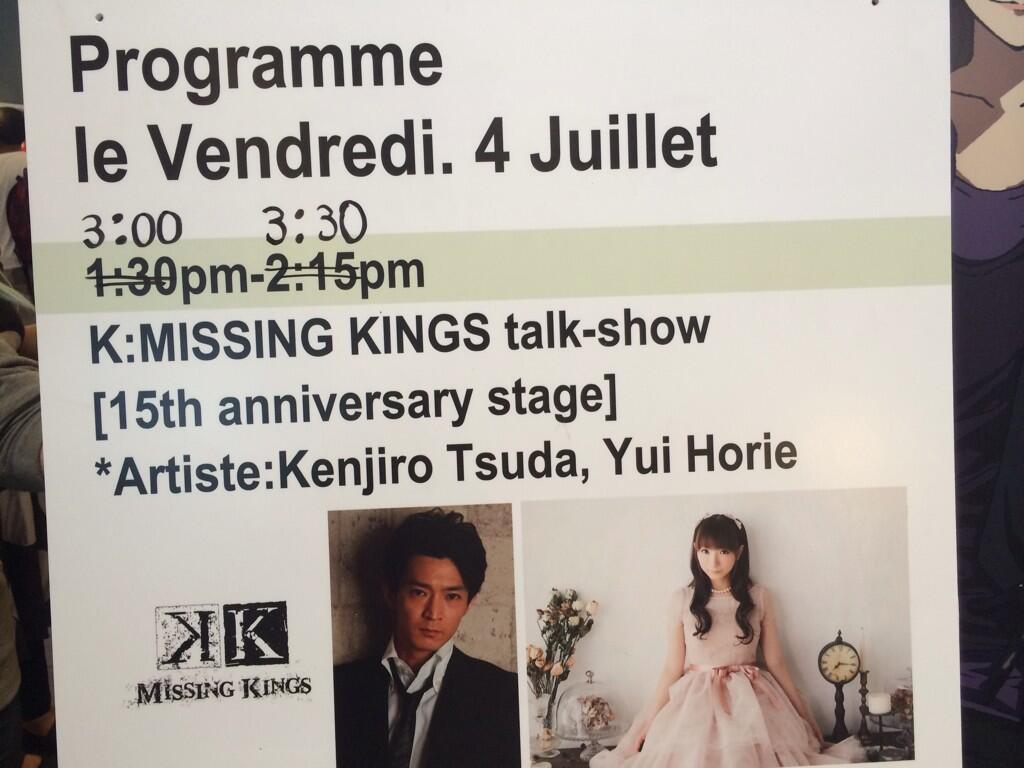 Programme
le Vendredi. 4 Juillet
3:00 3:30
1:30pm-2:15pm
K:MISSING KINGS talk-show
[15th anniversary stage]
*Artiste:Kenjiro Tsuda, Yui Horie
K K
MISSING KINGS